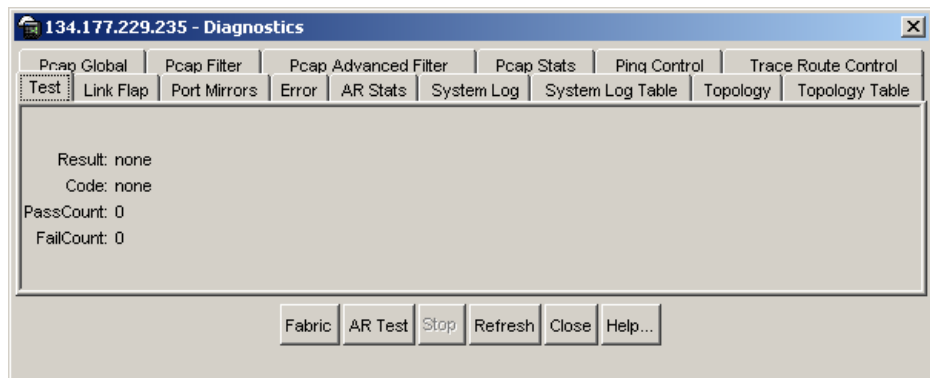 134.177.229.235 - Diagnostics
Pcap Global Pcap Filter Pcap Advanced Filter Pcap Stats Ping Control Trace Route Control
Test Link Flap Port Mirrors Error AR Stats System Log System Log Table Topology Topology Table
Result: none
Code: none
PassCount: 0
FailCount: 0
Fabric AR Test Stop Refresh Close Help...